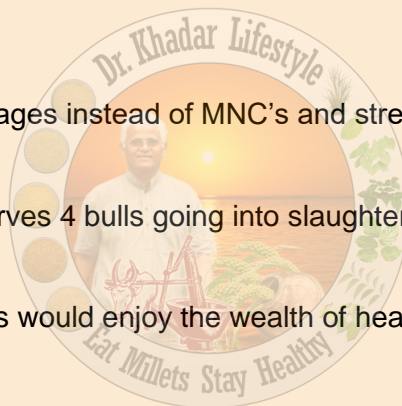 Dr. Khadar Lifestyle
ages instead of MNC's and stre
rves 4 bulls going into slaughter
s would enjoy the wealth of hea
Eat Millets Stay Healthy